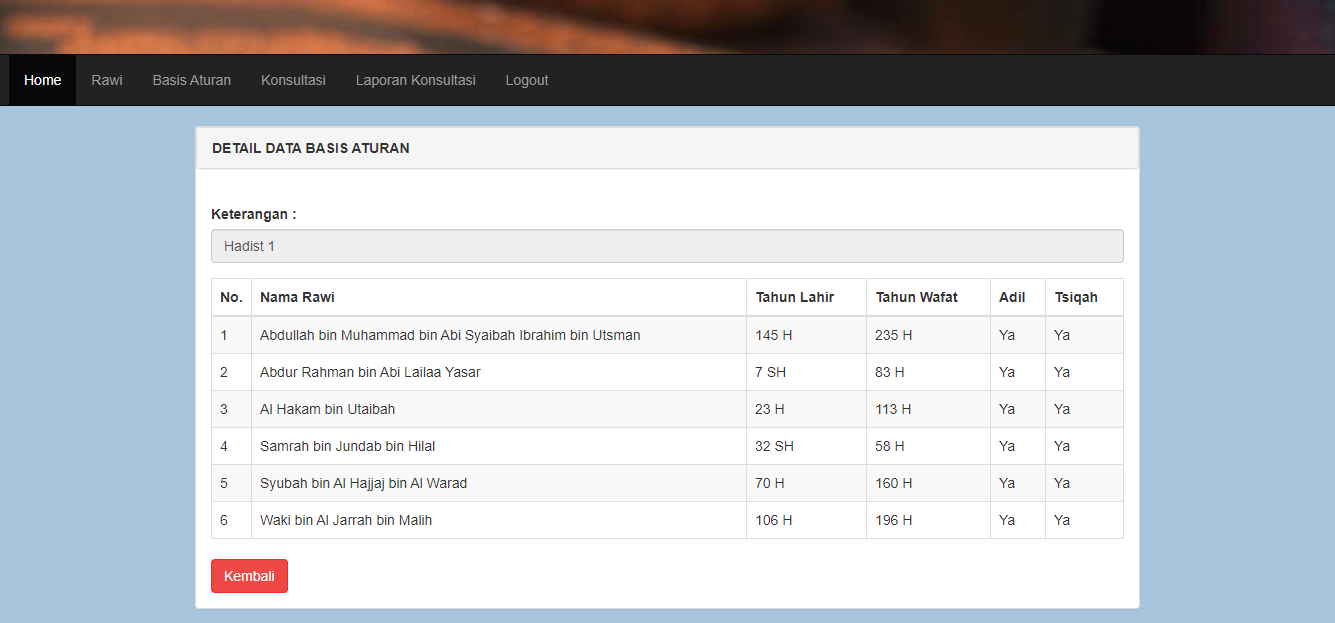 Home Rawi Basis Aturan Konsultasi Laporan Konsultasi Logout
DETAIL DATA BASIS ATURAN
Keterangan :
Hadist 1
No. Nama Rawi Tahun Lahir Tahun Wafat Adil Tsiqah
1 Abdullah bin Muhammad bin Abi Syaibah Ibrahim bin Utsman 145 H 235 H Ya Ya
2 Abdur Rahman bin Abi Lailaa Yasar 7 SH 83 H Ya Ya
3 Al Hakam bin Utaibah 23 H 113 H Ya Ya
4 Samrah bin Jundab bin Hilal 32 SH 58 H Ya Ya
5 Syubah bin Al Hajjaj bin Al Warad 70 H 160 H Ya Ya
6 Waki bin Al Jarrah bin Malih 106 H 196 H Ya Ya
Kembali